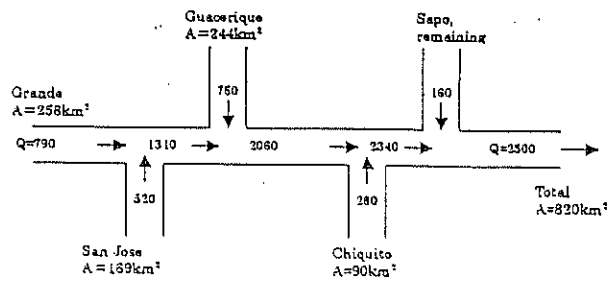 Guacerique
A=244km²
Sapo,
remaining
Grande
A=258km²
750
160
Q=790
1310
2060
2340
Q=2500
520
280
Total
A=820km²
San Jose
A=169km²
Chiquito
A=90km²